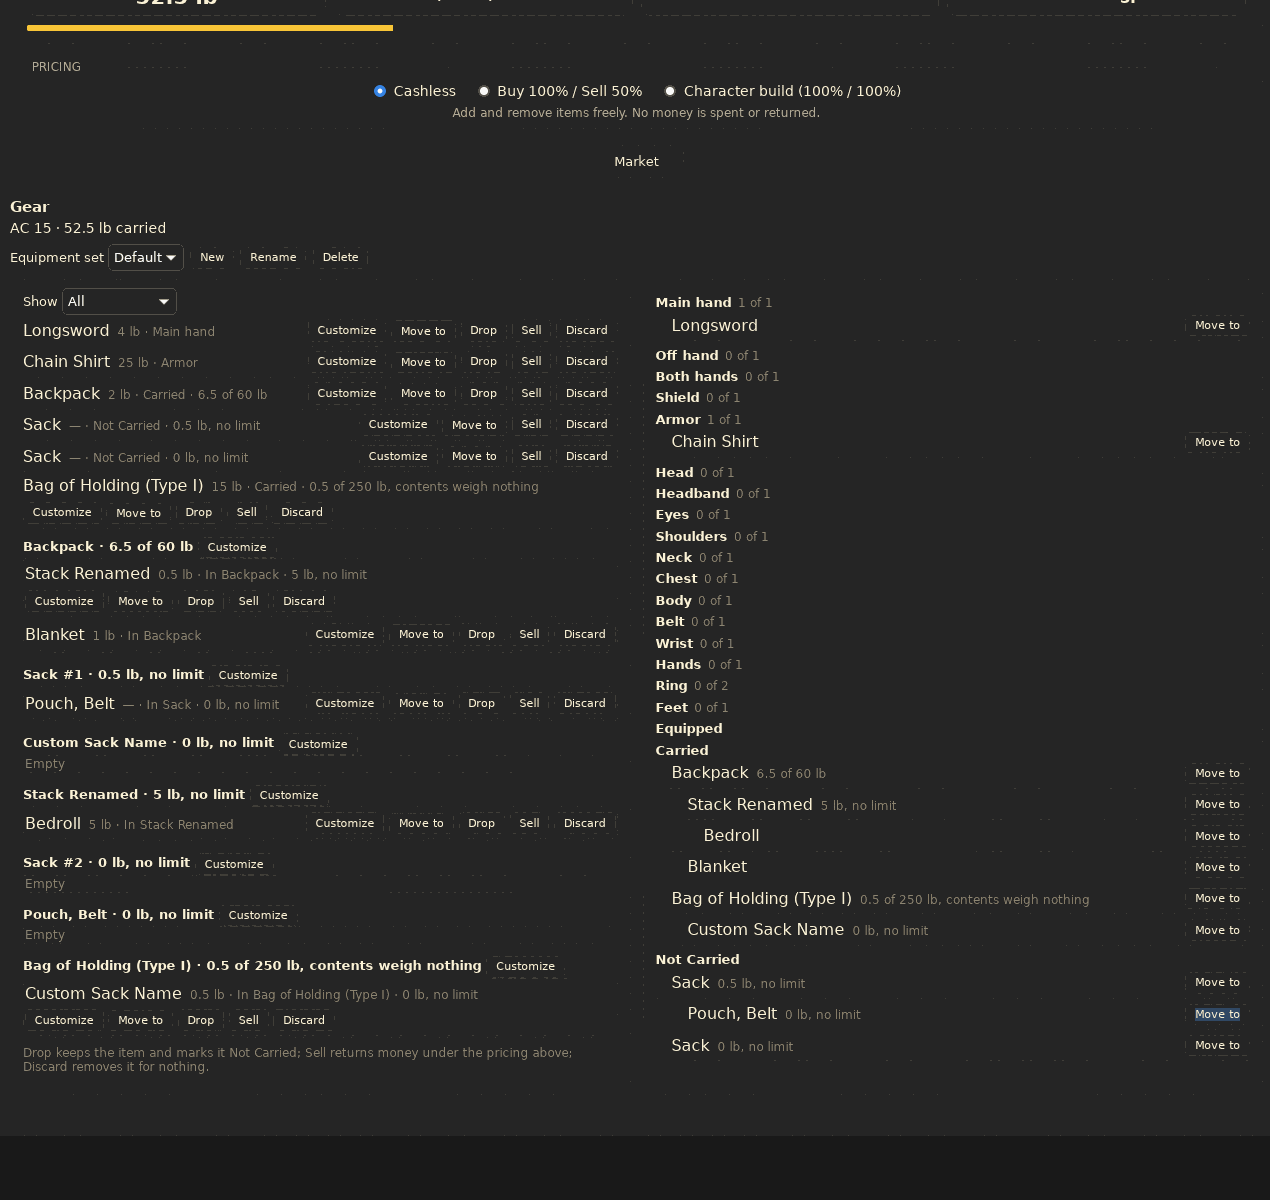 PRICING
Cashless Buy 100% / Sell 50% Character build (100% / 100%)
Add and remove items freely. No money is spent or returned.
Market
Gear
AC 15 · 52.5 lb carried
Equipment set Default New Rename Delete
Show All
Longsword 4 lb · Main hand Customize Move to Drop Sell Discard
Chain Shirt 25 lb · Armor Customize Move to Drop Sell Discard
Backpack 2 lb · Carried · 6.5 of 60 lb Customize Move to Drop Sell Discard
Sack — · Not Carried · 0.5 lb, no limit Customize Move to Sell Discard
Sack — · Not Carried · 0 lb, no limit Customize Move to Sell Discard
Bag of Holding (Type I) 15 lb · Carried · 0.5 of 250 lb, contents weigh nothing
Customize Move to Drop Sell Discard
Backpack · 6.5 of 60 lb Customize
Stack Renamed 0.5 lb · In Backpack · 5 lb, no limit
Customize Move to Drop Sell Discard
Blanket 1 lb · In Backpack Customize Move to Drop Sell Discard
Sack #1 · 0.5 lb, no limit Customize
Pouch, Belt — · In Sack · 0 lb, no limit Customize Move to Drop Sell Discard
Custom Sack Name · 0 lb, no limit Customize
Empty
Stack Renamed · 5 lb, no limit Customize
Bedroll 5 lb · In Stack Renamed Customize Move to Drop Sell Discard
Sack #2 · 0 lb, no limit Customize
Empty
Pouch, Belt · 0 lb, no limit Customize
Empty
Bag of Holding (Type I) · 0.5 of 250 lb, contents weigh nothing Customize
Custom Sack Name 0.5 lb · In Bag of Holding (Type I) · 0 lb, no limit
Customize Move to Drop Sell Discard
Drop keeps the item and marks it Not Carried; Sell returns money under the pricing above;
Discard removes it for nothing.
Main hand 1 of 1
Longsword Move to
Off hand 0 of 1
Both hands 0 of 1
Shield 0 of 1
Armor 1 of 1
Chain Shirt Move to
Head 0 of 1
Headband 0 of 1
Eyes 0 of 1
Shoulders 0 of 1
Neck 0 of 1
Chest 0 of 1
Body 0 of 1
Belt 0 of 1
Wrist 0 of 1
Hands 0 of 1
Ring 0 of 2
Feet 0 of 1
Equipped
Carried
Backpack 6.5 of 60 lb Move to
Stack Renamed 5 lb, no limit Move to
Bedroll Move to
Blanket Move to
Bag of Holding (Type I) 0.5 of 250 lb, contents weigh nothing Move to
Custom Sack Name 0 lb, no limit Move to
Not Carried
Sack 0.5 lb, no limit Move to
Pouch, Belt 0 lb, no limit Move to
Sack 0 lb, no limit Move to